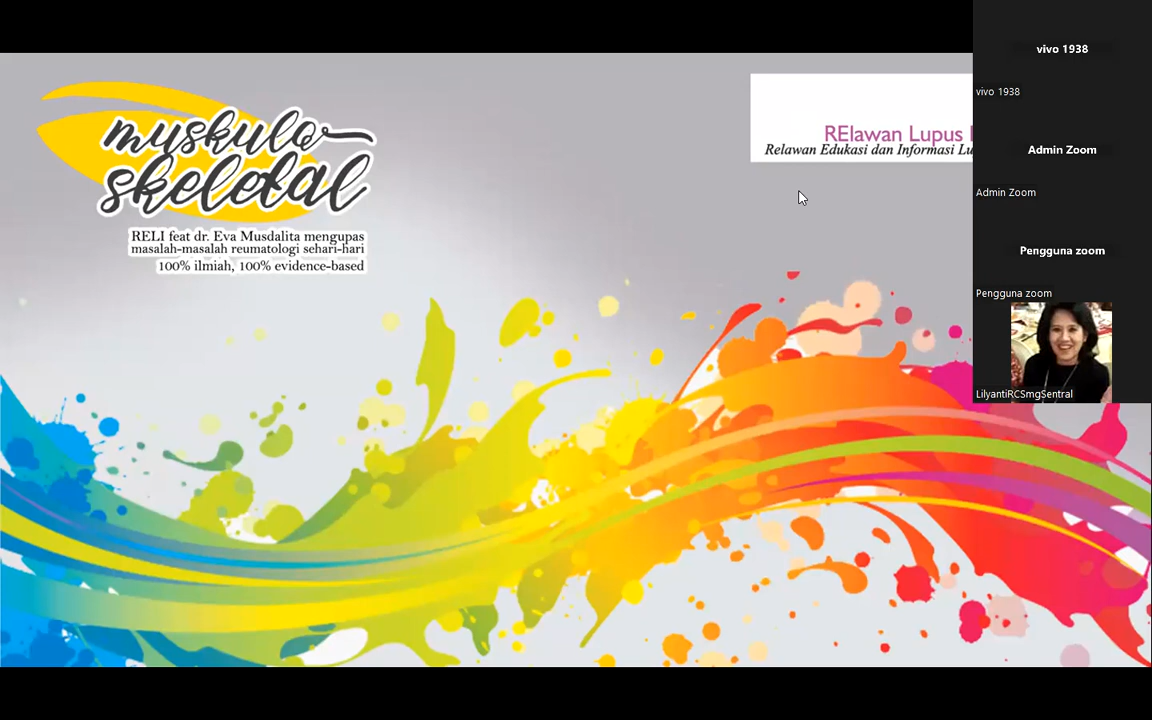 muskulo
skeletal
RELI feat dr. Eva Musdalita mengupas
masalah-masalah reumatologi sehari-hari
100% ilmiah, 100% evidence-based
RElawan Lupus
Relawan Edukasi dan Informasi Lu
vivo 1938
vivo 1938
Admin Zoom
Admin Zoom
Pengguna zoom
Pengguna zoom
LilyantiRCSmgSentral